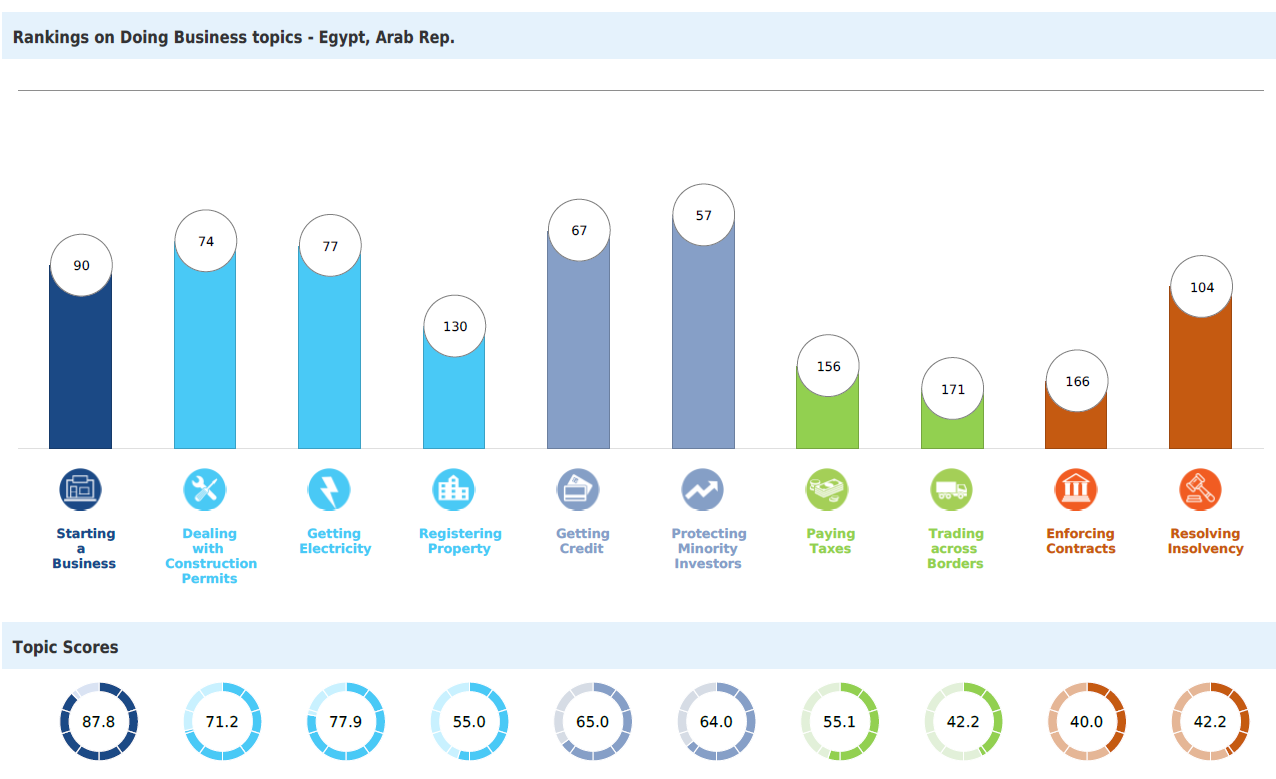 Rankings on Doing Business topics - Egypt, Arab Rep.
90
74
77
130
67
57
156
171
166
104
Starting
a
Business
Dealing
with
Construction
Permits
Getting
Electricity
Registering
Property
Getting
Credit
Protecting
Minority
Investors
Paying
Taxes
Trading
across
Borders
Enforcing
Contracts
Resolving
Insolvency
Topic Scores
87.8
71.2
77.9
55.0
65.0
64.0
55.1
42.2
40.0
42.2